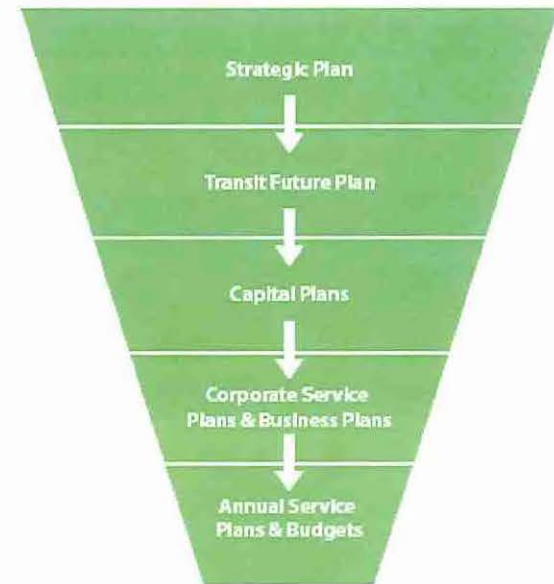 Strategic Plan
Transit Future Plan
Capital Plans
Corporate Service
Plans & Business Plans
Annual Service
Plans & Budgets